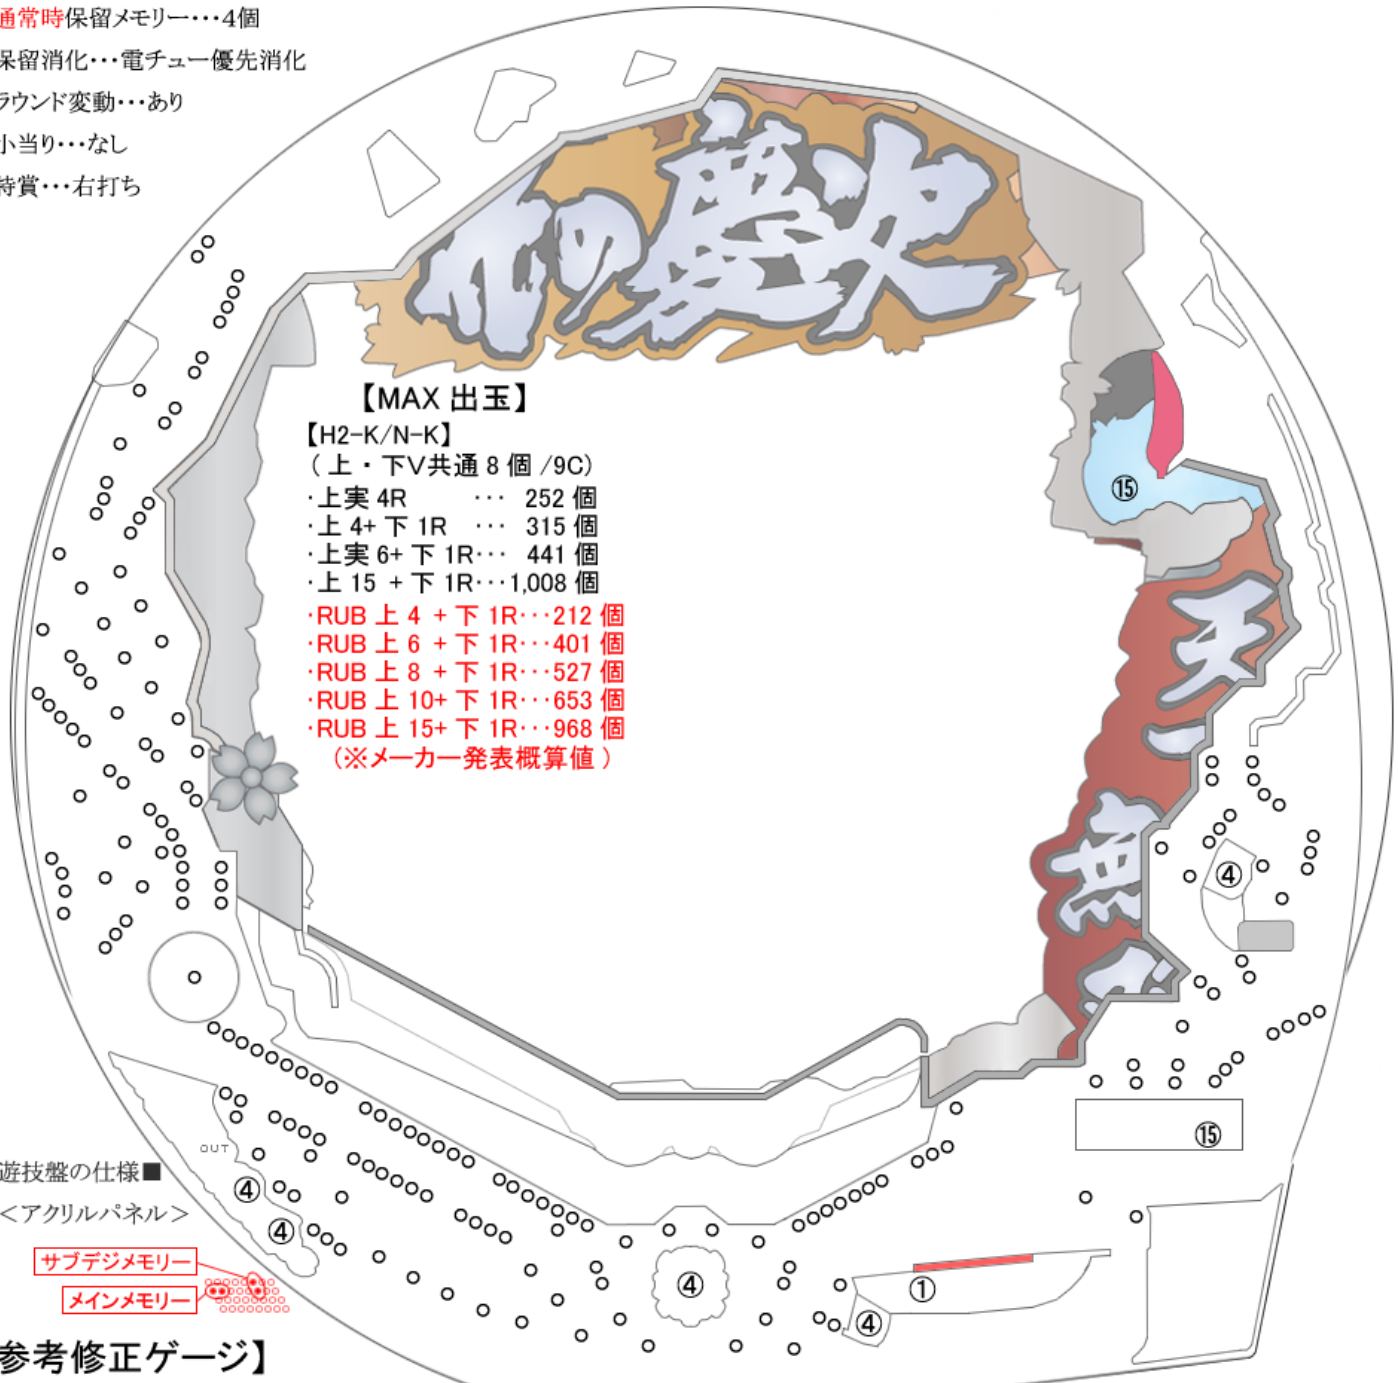 通常時保留メモリー･･･4個
保留消化･･･電チュー優先消化
ラウンド変動･･･あり
小当り･･･なし
特賞･･･右打ち
の慶次
【MAX 出玉】
【H2-K/N-K】
( 上・下V共通 8 個 /9C)
･上実 4R ･･･ 252 個
･上 4+ 下 1R ･･･ 315 個
･上実 6+ 下 1R･･･ 441 個
･上 15 + 下 1R･･･1,008 個
･RUB 上 4 + 下 1R･･･212 個
･RUB 上 6 + 下 1R･･･401 個
･RUB 上 8 + 下 1R･･･527 個
･RUB 上 10+ 下 1R･･･653 個
･RUB 上 15+ 下 1R･･･968 個
(※メーカー発表概算値 )
⑮
天
一
無
④
⑮
OUT
遊技盤の仕様■
＜アクリルパネル＞
④
④
サブデジメモリー
メインメモリー
④
①
④
参考修正ゲージ】